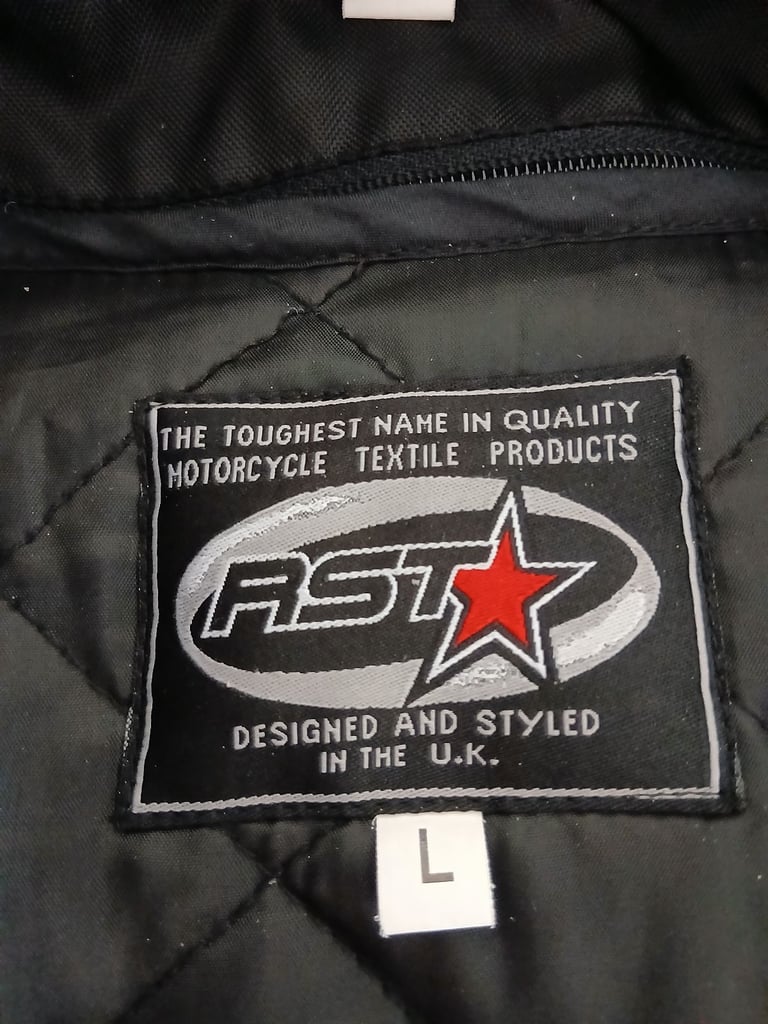 THE TOUGHEST NAME IN QUALITY
MOTORCYCLE TEXTILE PRODUCTS
RST
DESIGNED AND STYLED
IN THE U.K.
L